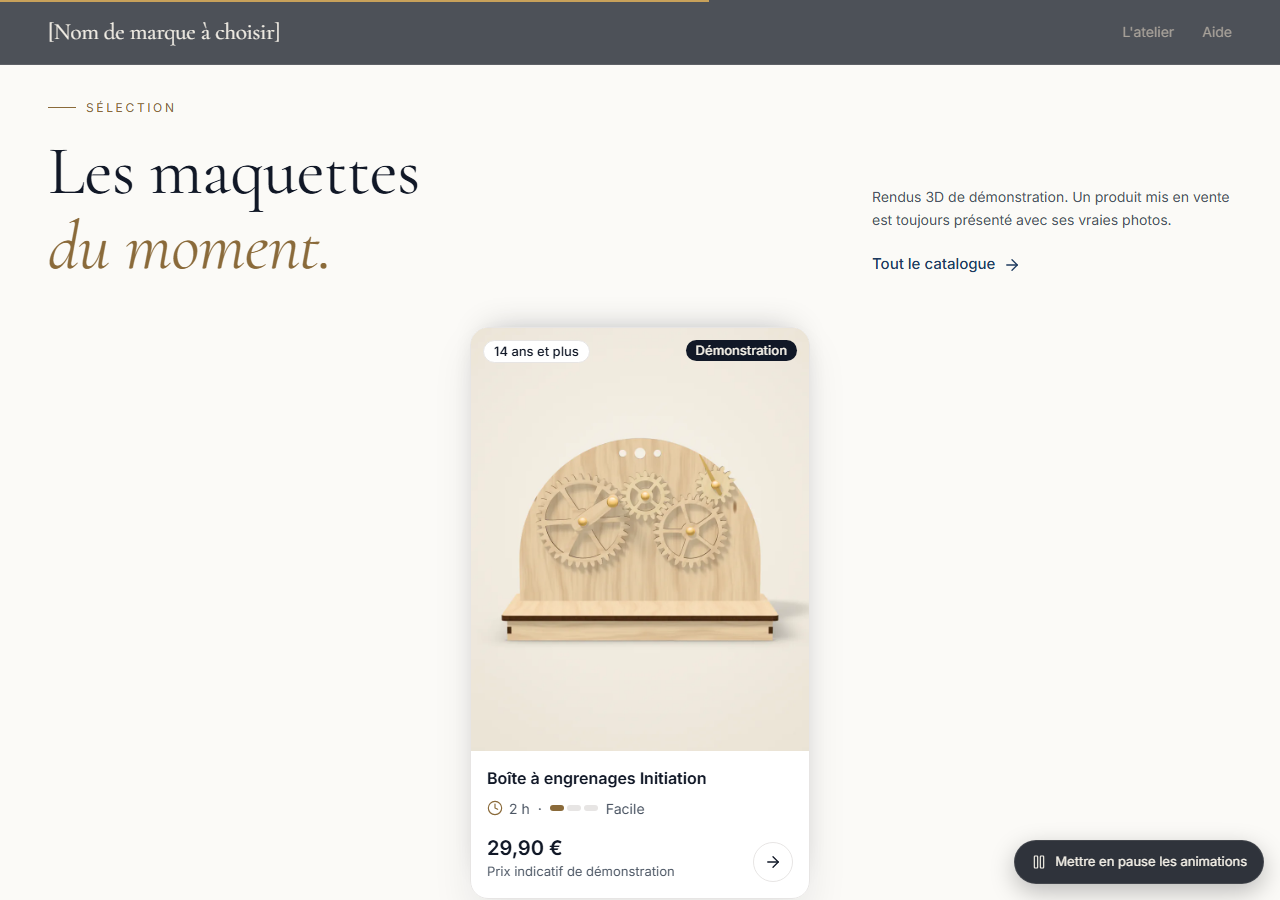 [Nom de marque à choisir]
L'atelier
Aide
SÉLECTION
Les maquettes
du moment.
Rendus 3D de démonstration. Un produit mis en vente
est toujours présenté avec ses vraies photos.
Tout le catalogue
14 ans et plus
Démonstration
Boîte à engrenages Initiation
2 h · Facile
29,90 €
Prix indicatif de démonstration
Mettre en pause les animations